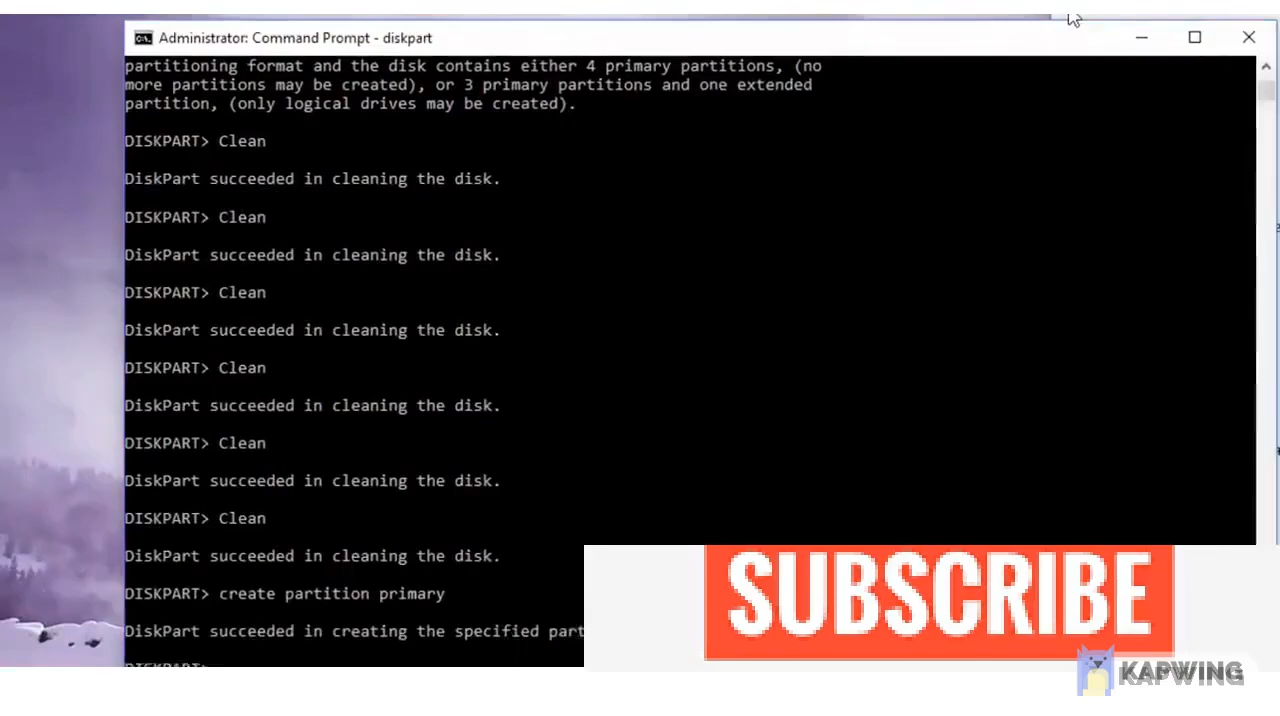 Administrator: Command Prompt - diskpart
partitioning format and the disk contains either 4 primary partitions, (no
more partitions may be created), or 3 primary partitions and one extended
partition, (only logical drives may be created).
DISKPART> Clean
DiskPart succeeded in cleaning the disk.
DISKPART> Clean
DiskPart succeeded in cleaning the disk.
DISKPART> Clean
DiskPart succeeded in cleaning the disk.
DISKPART> Clean
DiskPart succeeded in cleaning the disk.
DISKPART> Clean
DiskPart succeeded in cleaning the disk.
DISKPART> Clean
DiskPart succeeded in cleaning the disk.
DISKPART> create partition primary
DiskPart succeeded in creating the specified part
DISKPART>
SUBSCRIBE
KAPWING